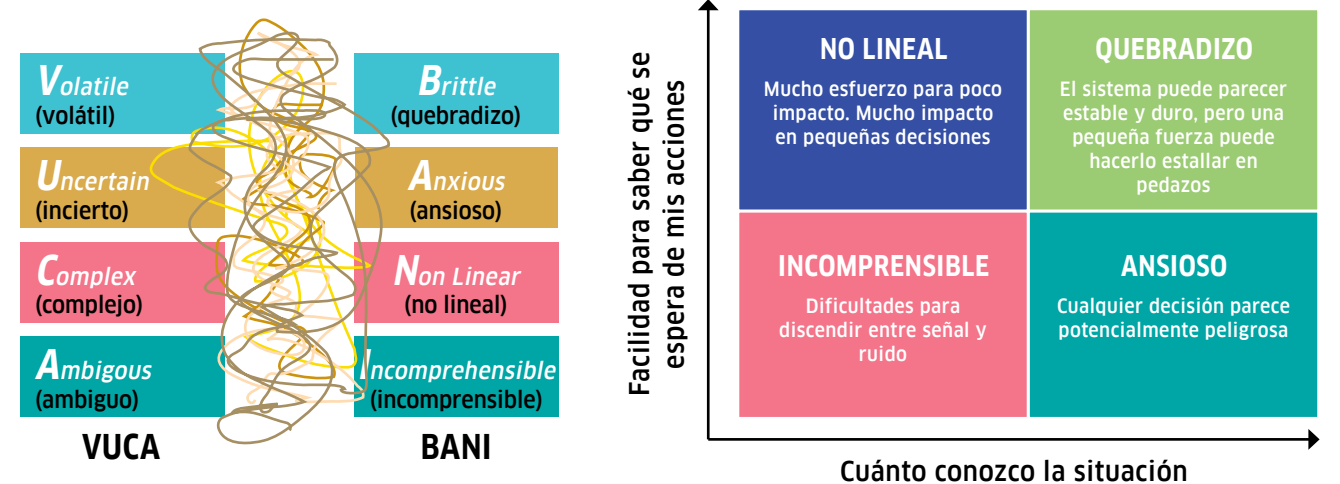 Volatile
(volátil)
Uncertain
(incierto)
Complex
(complejo)
Ambigous
(ambiguo)
VUCA
Brittle
(quebradizo)
Anxious
(ansioso)
Non Linear
(no lineal)
Incomprehensible
(incomprensible)
BANI
Facilidad para saber qué se
espera de mis acciones
NO LINEAL
Mucho esfuerzo para poco
impacto. Mucho impacto
en pequeñas decisiones
QUEBRADIZO
El sistema puede parecer
estable y duro, pero una
pequeña fuerza puede
hacerlo estallar en
pedazos
INCOMPRENSIBLE
Dificultades para
discendir entre señal y
ruido
ANSIOSO
Cualquier decisión parece
potencialmente peligrosa
Cuánto conozco la situación